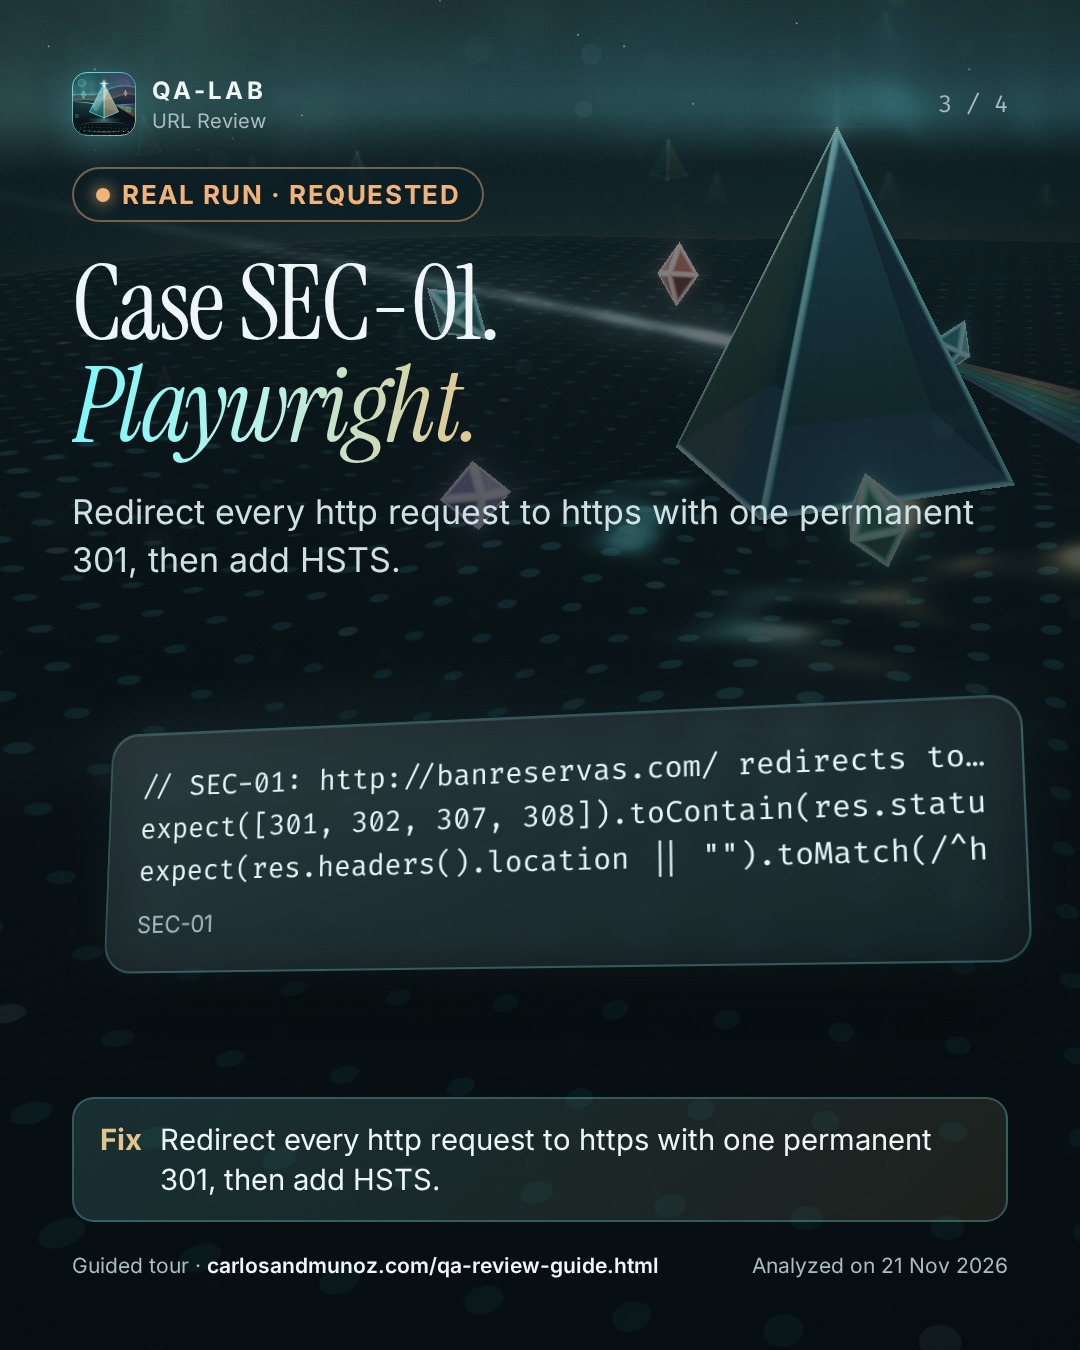 QA-LAB
URL Review
3 / 4
REAL RUN · REQUESTED
Case SEC-01.
Playwright.
Redirect every http request to https with one permanent
301, then add HSTS.
// SEC-01: http://banreservas.com/ redirects to…
expect([301, 302, 307, 308]).toContain(res.statu
expect(res.headers().location || "").toMatch(/^h
SEC-01
Fix Redirect every http request to https with one permanent
301, then add HSTS.
Guided tour · carlosandmunoz.com/qa-review-guide.html
Analyzed on 21 Nov 2026